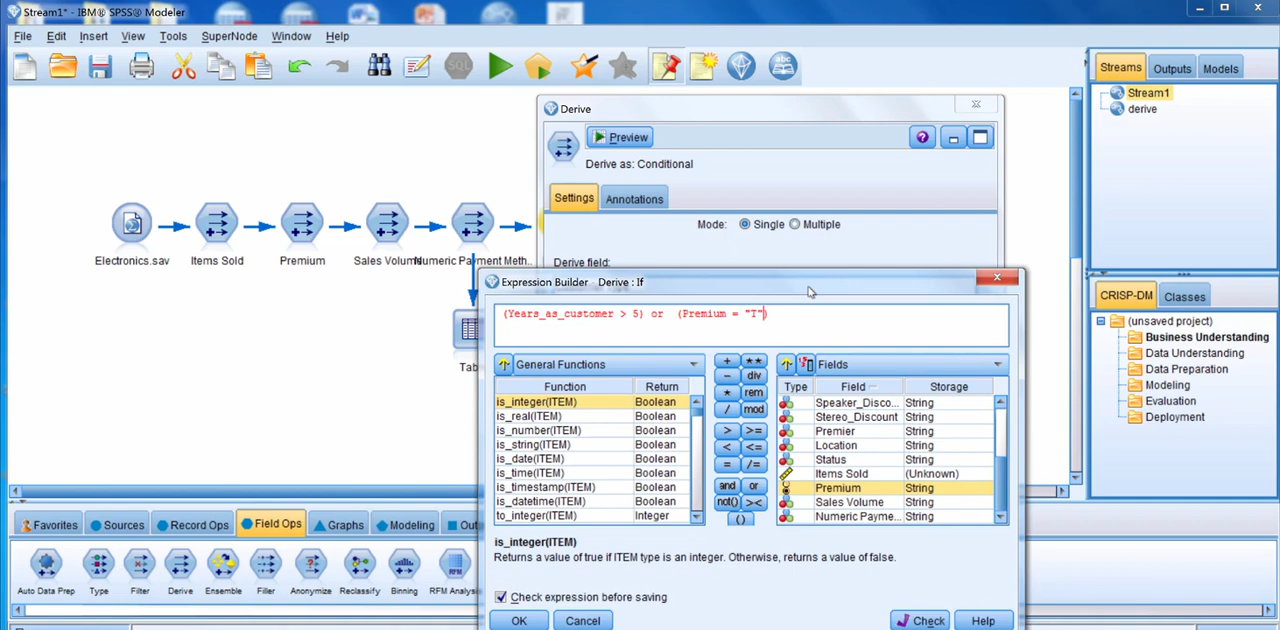 Stream1* - IBM® SPSS® Modeler
File Edit Insert View Tools SuperNode Window Help
SQL
abc
Streams Outputs Models
Stream1
derive
Derive
Preview
Derive as: Conditional
Settings Annotations
Mode: Single Multiple
Derive field:
Electronics.sav Items Sold Premium Sales Volume Numeric Payment Meth...
Expression Builder - Derive : If
(Years_as_customer > 5) or (Premium = "T")
General Functions
Function Return
is_integer(ITEM) Boolean
is_real(ITEM) Boolean
is_number(ITEM) Boolean
is_string(ITEM) Boolean
is_date(ITEM) Boolean
is_time(ITEM) Boolean
is_timestamp(ITEM) Boolean
is_datetime(ITEM) Boolean
to_integer(ITEM) Integer
+ **
- div
* rem
/ mod
> >=
< <=
= /=
and or
not() ><
()
Fields
Type Field Storage
Speaker_Disco... String
Stereo_Discount String
Premier String
Location String
Status String
Items Sold (Unknown)
Premium String
Sales Volume String
Numeric Payme... String
is_integer(ITEM)
Returns a value of true if ITEM type is an integer. Otherwise, returns a value of false.
Check expression before saving
OK Cancel Check Help
Tab
CRISP-DM Classes
(unsaved project)
Business Understanding
Data Understanding
Data Preparation
Modeling
Evaluation
Deployment
Favorites Sources Record Ops Field Ops Graphs Modeling Out
Auto Data Prep Type Filter Derive Ensemble Filler Anonymize Reclassify Binning RFM Analysi
RFM